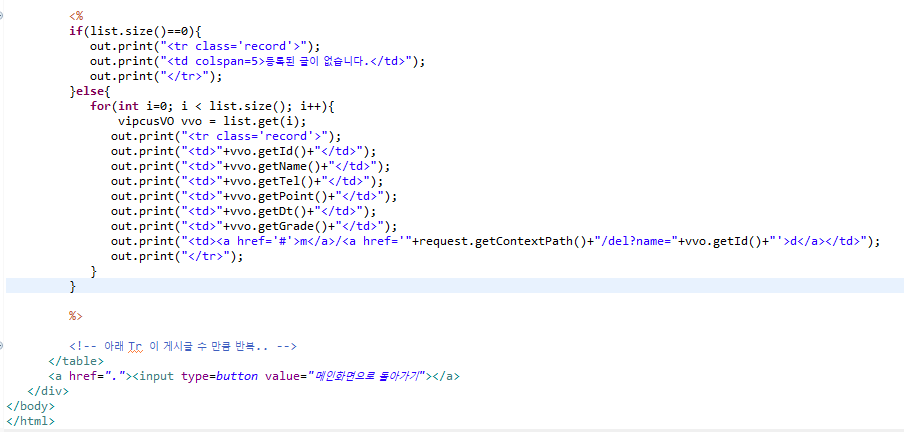 <%
if(list.size()==0){
out.print("<tr class='record'>");
out.print("<td colspan=5>등록된 글이 없습니다.</td>");
out.print("</tr>");
}else{
for(int i=0; i < list.size(); i++){
vipcusVO vvo = list.get(i);
out.print("<tr class='record'>");
out.print("<td>"+vvo.getId()+"</td>");
out.print("<td>"+vvo.getName()+"</td>");
out.print("<td>"+vvo.getTel()+"</td>");
out.print("<td>"+vvo.getPoint()+"</td>");
out.print("<td>"+vvo.getDt()+"</td>");
out.print("<td>"+vvo.getGrade()+"</td>");
out.print("<td><a href='#'>m</a>/<a href='"+request.getContextPath()+"/del?name="+vvo.getId()+"'>d</a></td>");
out.print("</tr>");
}
}
%>
<!-- 아래 Tr 이 게시글 수 만큼 반복.. -->
</table>
<a href="."><input type=button value="메인화면으로 돌아가기"></a>
</div>
</body>
</html>